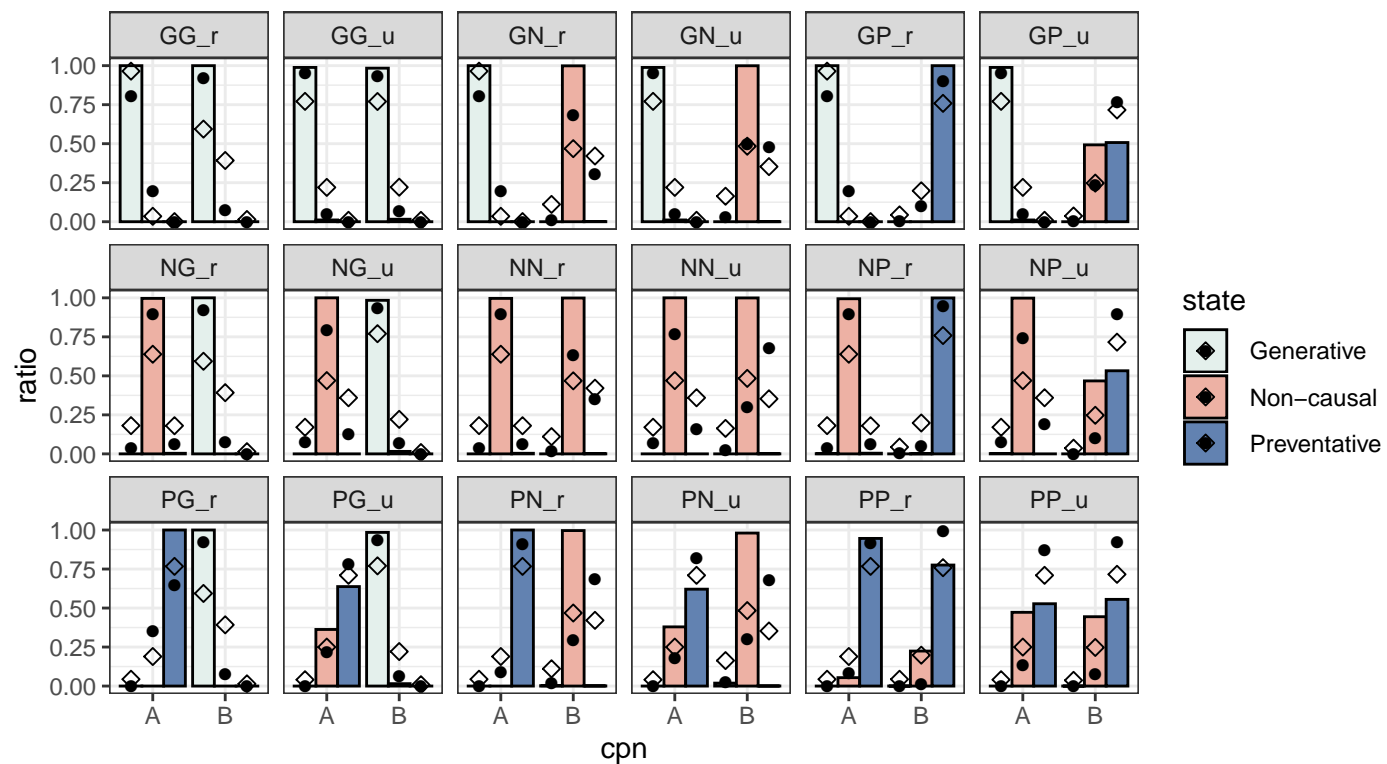 GG_r GG_u GN_r GN_u GP_r GP_u
1.00
0.75
0.50
0.25
0.00
NG_r NG_u NN_r NN_u NP_r NP_u
1.00
0.75
0.50
0.25
0.00
PG_r PG_u PN_r PN_u PP_r PP_u
1.00
0.75
0.50
0.25
0.00
A B A B A B A B A B A B
cpn
ratio
state
Generative
Non−causal
Preventative